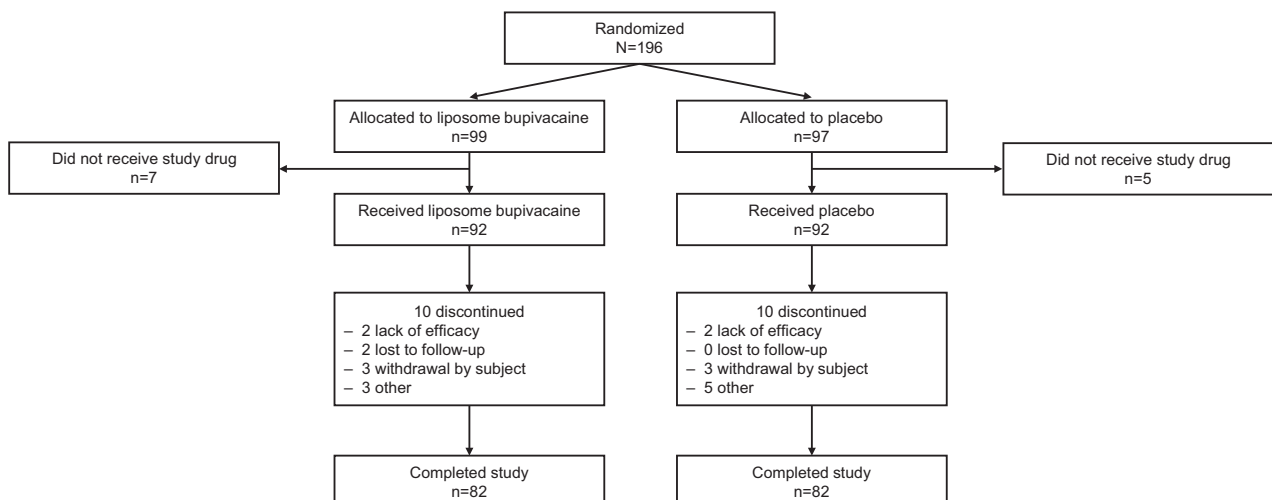 Randomized
N=196
Allocated to liposome bupivacaine
n=99
Allocated to placebo
n=97
Did not receive study drug
n=7
Did not receive study drug
n=5
Received liposome bupivacaine
n=92
Received placebo
n=92
10 discontinued
– 2 lack of efficacy
– 2 lost to follow-up
– 3 withdrawal by subject
– 3 other
10 discontinued
– 2 lack of efficacy
– 0 lost to follow-up
– 3 withdrawal by subject
– 5 other
Completed study
n=82
Completed study
n=82